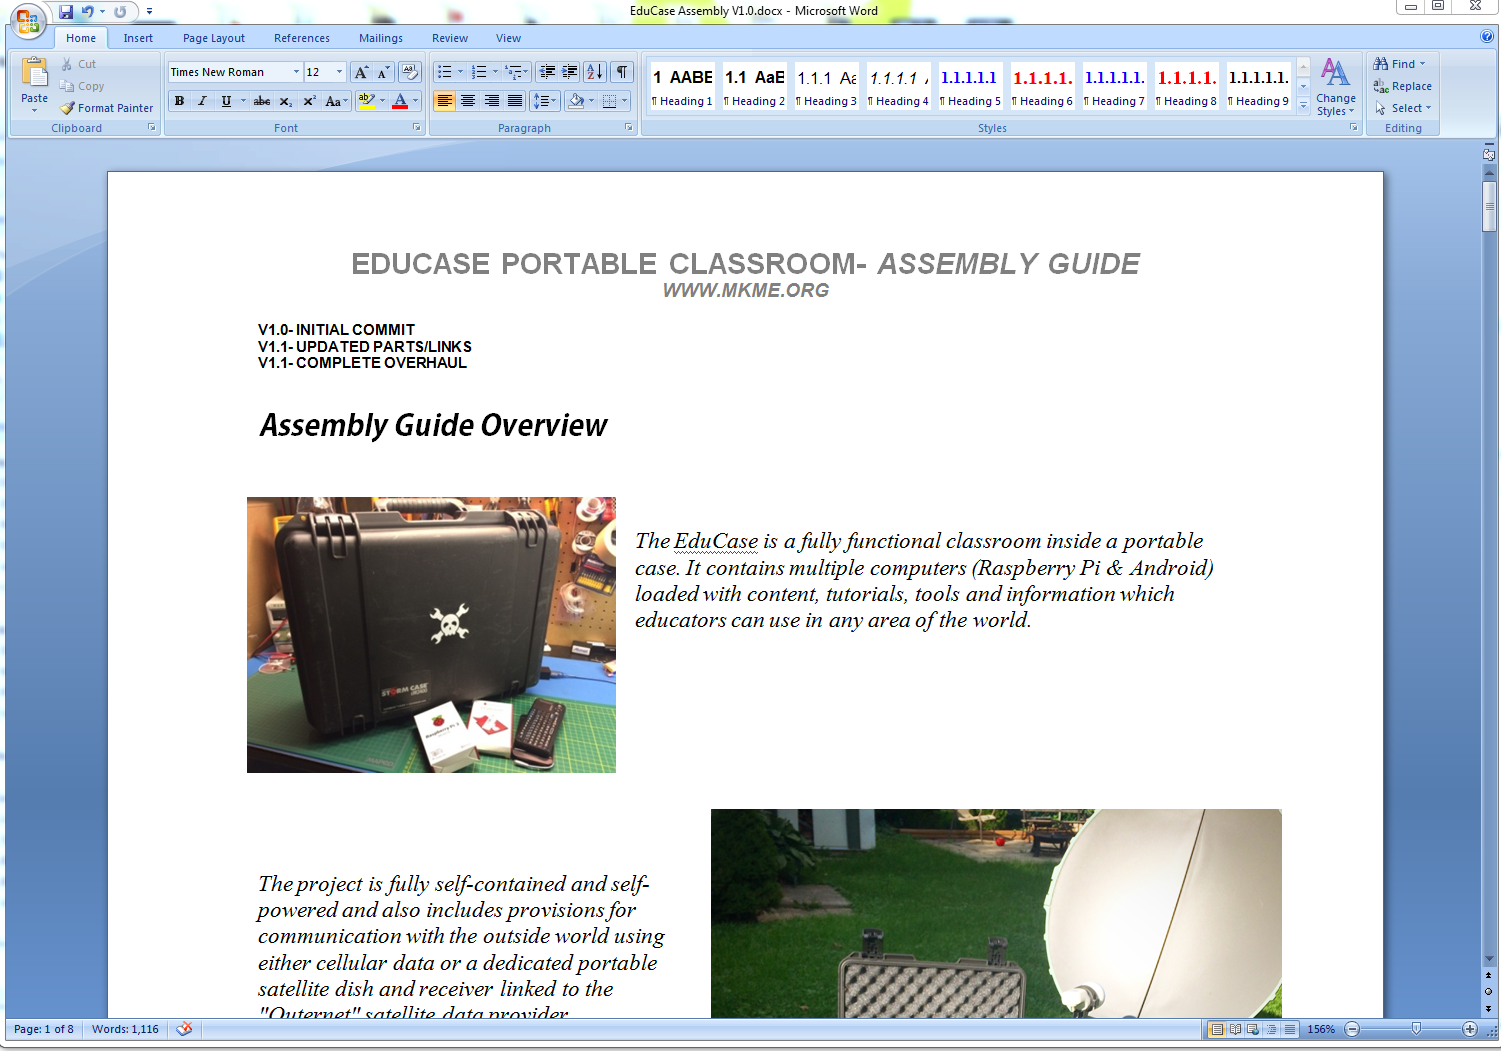 EduCase Assembly V1.0.docx - Microsoft Word
Home Insert Page Layout References Mailings Review View
Paste
Cut
Copy
Format Painter
Clipboard
Times New Roman 12
Font
Paragraph
1 AABE 1.1 AaE 1.1.1 Aa 1.1.1.1 1.1.1.1.1 1.1.1.1. 1.1.1.1.1. 1.1.1.1. 1.1.1.1.1.
¶ Heading 1 ¶ Heading 2 ¶ Heading 3 ¶ Heading 4 ¶ Heading 5 ¶ Heading 6 ¶ Heading 7 ¶ Heading 8 ¶ Heading 9
Change
Styles
Styles
Find
Replace
Select
Editing
EDUCASE PORTABLE CLASSROOM- ASSEMBLY GUIDE
WWW.MKME.ORG
V1.0- INITIAL COMMIT
V1.1- UPDATED PARTS/LINKS
V1.1- COMPLETE OVERHAUL
Assembly Guide Overview
The EduCase is a fully functional classroom inside a portable
case. It contains multiple computers (Raspberry Pi & Android)
loaded with content, tutorials, tools and information which
educators can use in any area of the world.
STORM CASE
Raspberry Pi
The project is fully self-contained and self-
powered and also includes provisions for
communication with the outside world using
either cellular data or a dedicated portable
satellite dish and receiver linked to the
"Outernet" satellite data provider
Page: 1 of 8 Words: 1,116 156%